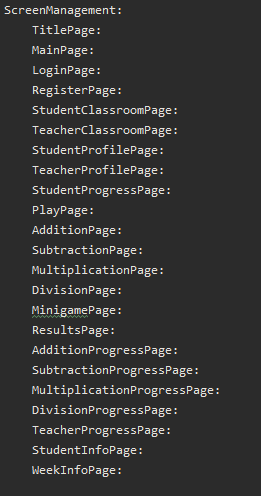 ScreenManagement:
TitlePage:
MainPage:
LoginPage:
RegisterPage:
StudentClassroomPage:
TeacherClassroomPage:
StudentProfilePage:
TeacherProfilePage:
StudentProgressPage:
PlayPage:
AdditionPage:
SubtractionPage:
MultiplicationPage:
DivisionPage:
MinigamePage:
ResultsPage:
AdditionProgressPage:
SubtractionProgressPage:
MultiplicationProgressPage:
DivisionProgressPage:
TeacherProgressPage:
StudentInfoPage:
WeekInfoPage: